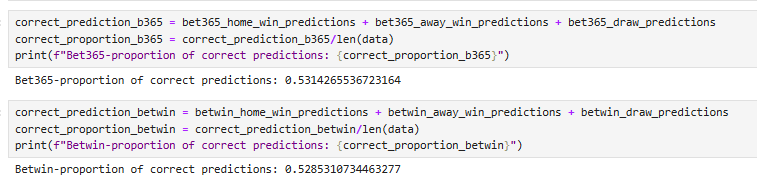 correct_prediction_b365 = bet365_home_win_predictions + bet365_away_win_predictions + bet365_draw_predictions
correct_proportion_b365 = correct_prediction_b365/len(data)
print(f"Bet365-proportion of correct predictions: {correct_proportion_b365}")
Bet365-proportion of correct predictions: 0.5314265536723164
correct_prediction_betwin = betwin_home_win_predictions + betwin_away_win_predictions + betwin_draw_predictions
correct_proportion_betwin = correct_prediction_betwin/len(data)
print(f"Betwin-proportion of correct predictions: {correct_proportion_betwin}")
Betwin-proportion of correct predictions: 0.5285310734463277